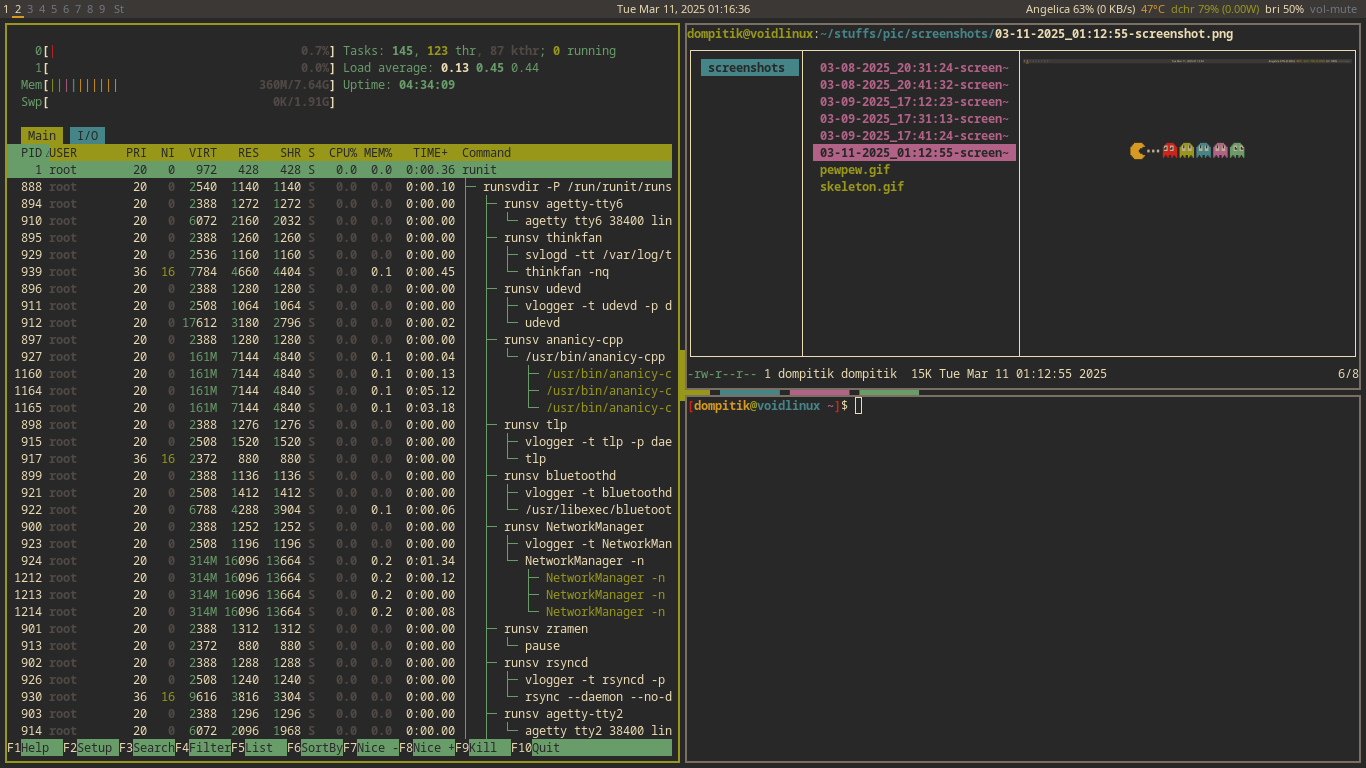 1 2 3 4 5 6 7 8 9 St Tue Mar 11, 2025 01:16:36 Angelica 63% (0 KB/s) 47°C dchr 79% (0.00W) bri 50% vol-mute
0[| 0.7%] Tasks: 145, 123 thr, 87 kthr; 0 running
1[ 0.0%] Load average: 0.13 0.45 0.44
Mem[|||||||||| 360M/7.64G] Uptime: 04:34:09
Swp[ 0K/1.91G]
Main I/O
PID△USER PRI NI VIRT RES SHR S CPU% MEM% TIME+ Command
1 root 20 0 972 428 428 S 0.0 0.0 0:00.36 runit
888 root 20 0 2540 1140 1140 S 0.0 0.0 0:00.10 ├─ runsvdir -P /run/runit/runs
894 root 20 0 2388 1272 1272 S 0.0 0.0 0:00.00 │ ├─ runsv agetty-tty6
910 root 20 0 6072 2160 2032 S 0.0 0.0 0:00.00 │ │ └─ agetty tty6 38400 lin
895 root 20 0 2388 1260 1260 S 0.0 0.0 0:00.00 │ ├─ runsv thinkfan
929 root 20 0 2536 1160 1160 S 0.0 0.0 0:00.00 │ │ ├─ svlogd -tt /var/log/t
939 root 36 16 7784 4660 4404 S 0.0 0.1 0:00.45 │ │ └─ thinkfan -nq
896 root 20 0 2388 1280 1280 S 0.0 0.0 0:00.00 │ ├─ runsv udevd
911 root 20 0 2508 1064 1064 S 0.0 0.0 0:00.00 │ │ ├─ vlogger -t udevd -p d
912 root 20 0 17612 3180 2796 S 0.0 0.0 0:00.02 │ │ └─ udevd
897 root 20 0 2388 1280 1280 S 0.0 0.0 0:00.00 │ ├─ runsv ananicy-cpp
927 root 20 0 161M 7144 4840 S 0.0 0.1 0:00.04 │ │ └─ /usr/bin/ananicy-cpp
1160 root 20 0 161M 7144 4840 S 0.0 0.1 0:00.13 │ │ ├─ /usr/bin/ananicy-c
1164 root 20 0 161M 7144 4840 S 0.0 0.1 0:05.12 │ │ ├─ /usr/bin/ananicy-c
1165 root 20 0 161M 7144 4840 S 0.0 0.1 0:03.18 │ │ └─ /usr/bin/ananicy-c
898 root 20 0 2388 1276 1276 S 0.0 0.0 0:00.00 │ ├─ runsv tlp
915 root 20 0 2508 1520 1520 S 0.0 0.0 0:00.00 │ │ ├─ vlogger -t tlp -p dae
917 root 36 16 2372 880 880 S 0.0 0.0 0:00.00 │ │ └─ tlp
899 root 20 0 2388 1136 1136 S 0.0 0.0 0:00.00 │ ├─ runsv bluetoothd
921 root 20 0 2508 1412 1412 S 0.0 0.0 0:00.00 │ │ ├─ vlogger -t bluetoothd
922 root 20 0 6788 4288 3904 S 0.0 0.1 0:00.06 │ │ └─ /usr/libexec/bluetoot
900 root 20 0 2388 1252 1252 S 0.0 0.0 0:00.00 │ ├─ runsv NetworkManager
923 root 20 0 2508 1196 1196 S 0.0 0.0 0:00.00 │ │ ├─ vlogger -t NetworkMan
924 root 20 0 314M 16096 13664 S 0.0 0.2 0:01.34 │ │ └─ NetworkManager -n
1212 root 20 0 314M 16096 13664 S 0.0 0.2 0:00.12 │ │ ├─ NetworkManager -n
1213 root 20 0 314M 16096 13664 S 0.0 0.2 0:00.00 │ │ ├─ NetworkManager -n
1214 root 20 0 314M 16096 13664 S 0.0 0.2 0:00.08 │ │ └─ NetworkManager -n
901 root 20 0 2388 1312 1312 S 0.0 0.0 0:00.00 │ ├─ runsv zramen
913 root 20 0 2372 880 880 S 0.0 0.0 0:00.00 │ │ └─ pause
902 root 20 0 2388 1288 1288 S 0.0 0.0 0:00.00 │ ├─ runsv rsyncd
926 root 20 0 2508 1240 1240 S 0.0 0.0 0:00.00 │ │ ├─ vlogger -t rsyncd -p
930 root 36 16 9616 3816 3304 S 0.0 0.0 0:00.00 │ │ └─ rsync --daemon --no-d
903 root 20 0 2388 1296 1296 S 0.0 0.0 0:00.00 │ ├─ runsv agetty-tty2
914 root 20 0 6072 2096 1968 S 0.0 0.0 0:00.00 │ │ └─ agetty tty2 38400 lin
F1Help F2Setup F3SearchF4FilterF5List F6SortByF7Nice -F8Nice +F9Kill F10Quit
dompitik@voidlinux:~/stuffs/pic/screenshots/03-11-2025_01:12:55-screenshot.png
screenshots
03-08-2025_20:31:24-screen~
03-08-2025_20:41:32-screen~
03-09-2025_17:12:23-screen~
03-09-2025_17:31:13-screen~
03-09-2025_17:41:24-screen~
03-11-2025_01:12:55-screen~
pewpew.gif
skeleton.gif
-rw-r--r-- 1 dompitik dompitik 15K Tue Mar 11 01:12:55 2025 6/8
[dompitik@voidlinux ~]$